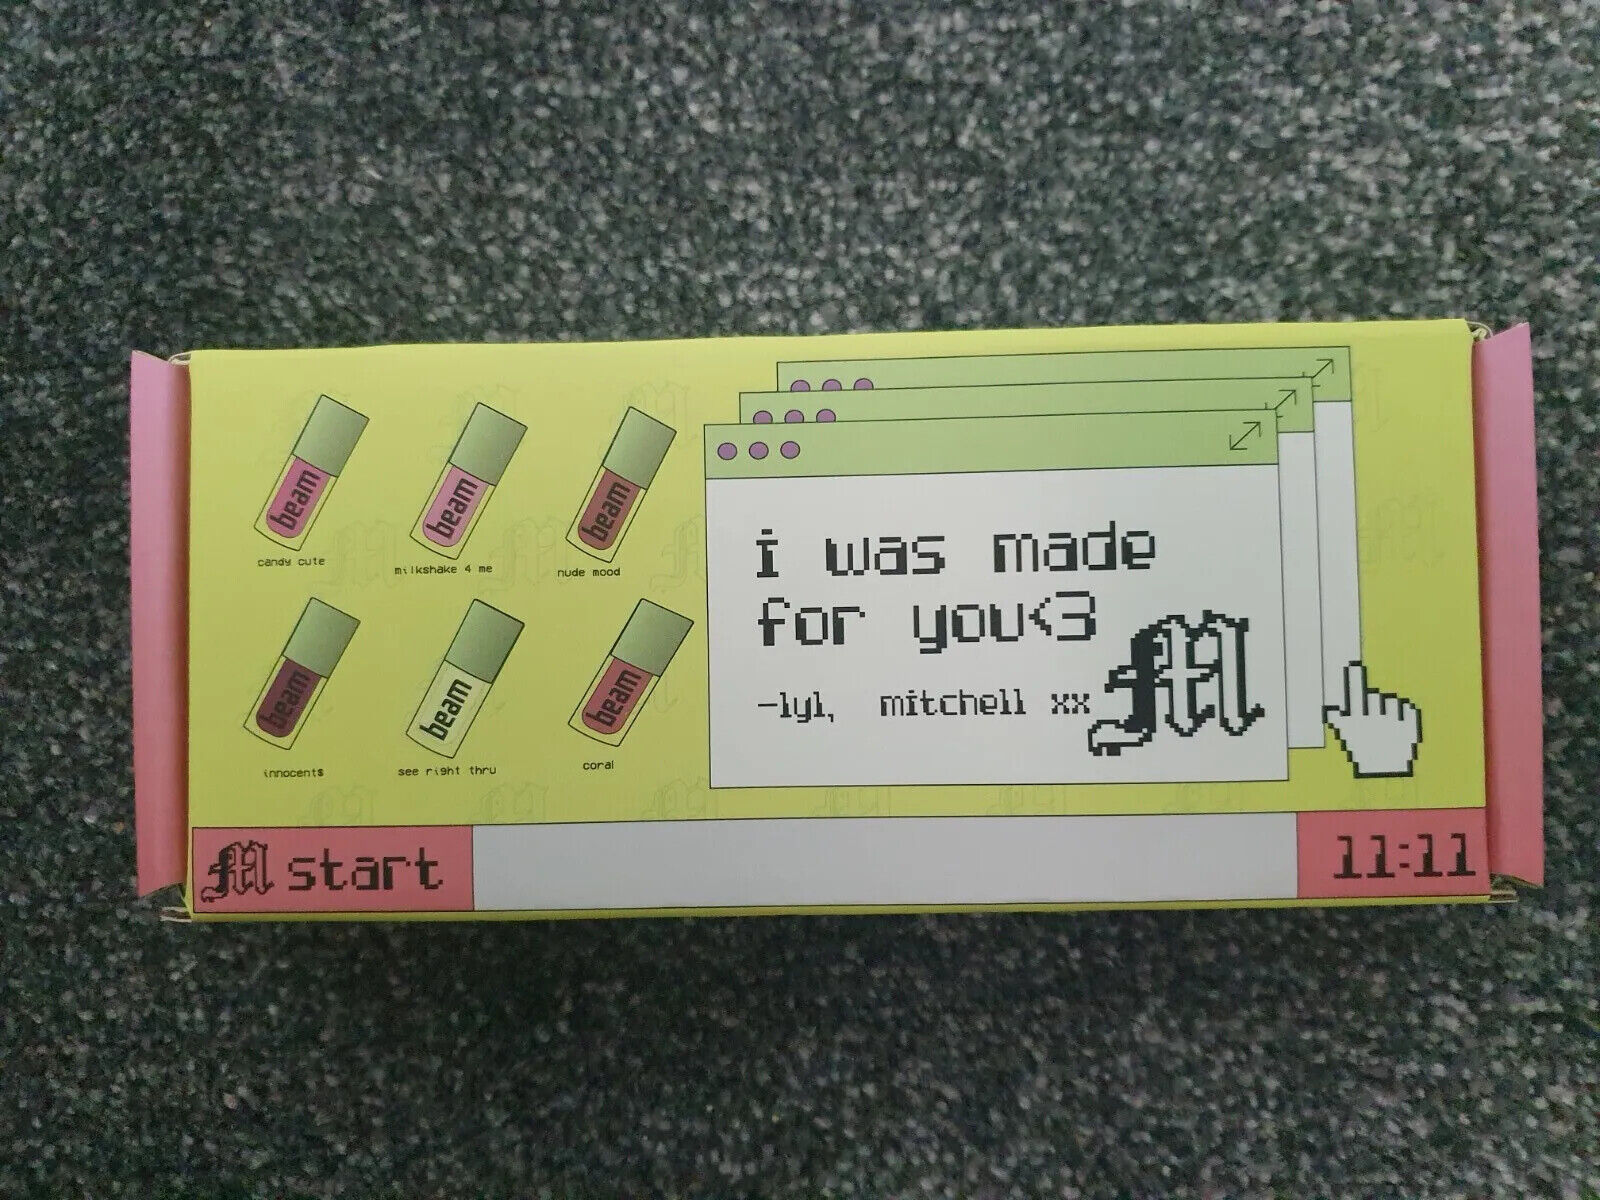 beam
candy cute
beam
milkshake 4 me
beam
nude mood
beam
innocent$
beam
see right thru
beam
coral
i was made
for you<3
-lyl, mitchell xx
M
M start
11:11